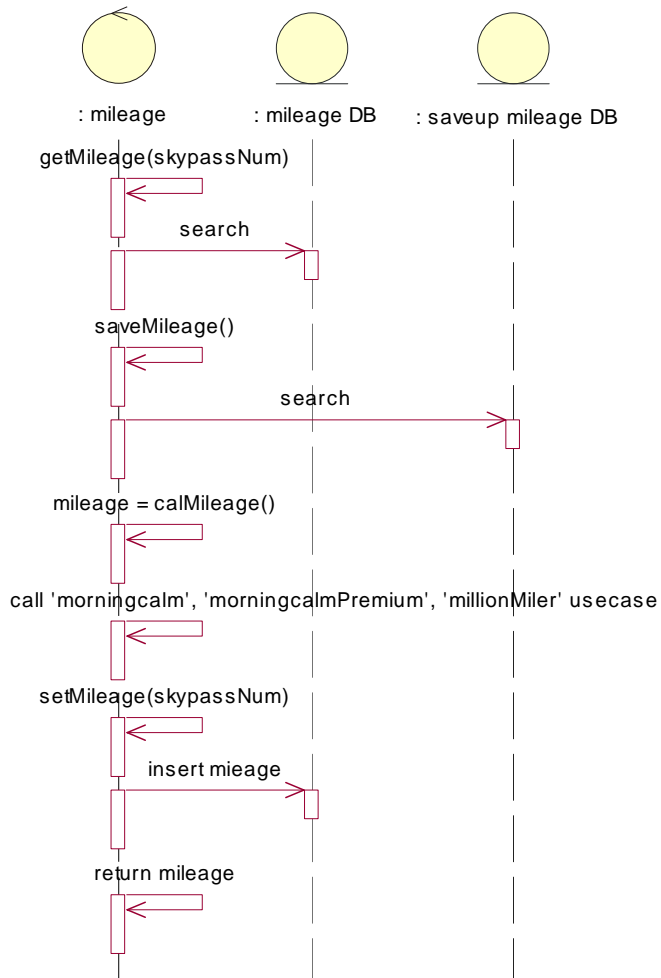 : mileage
: mileage DB
: saveup mileage DB
getMileage(skypassNum)
search
saveMileage()
search
mileage = calMileage()
call 'morningcalm', 'morningcalmPremium', 'millionMiler' usecase
setMileage(skypassNum)
insert mieage
return mileage